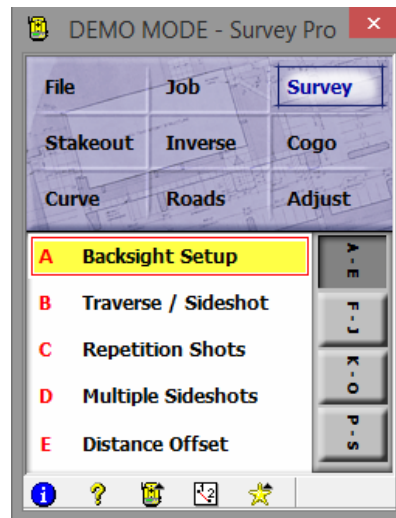 DEMO MODE - Survey Pro
File Job Survey
Stakeout Inverse Cogo
Curve Roads Adjust
A Backsight Setup
B Traverse / Sideshot
C Repetition Shots
D Multiple Sideshots
E Distance Offset
A - E
F - J
K - O
P - S